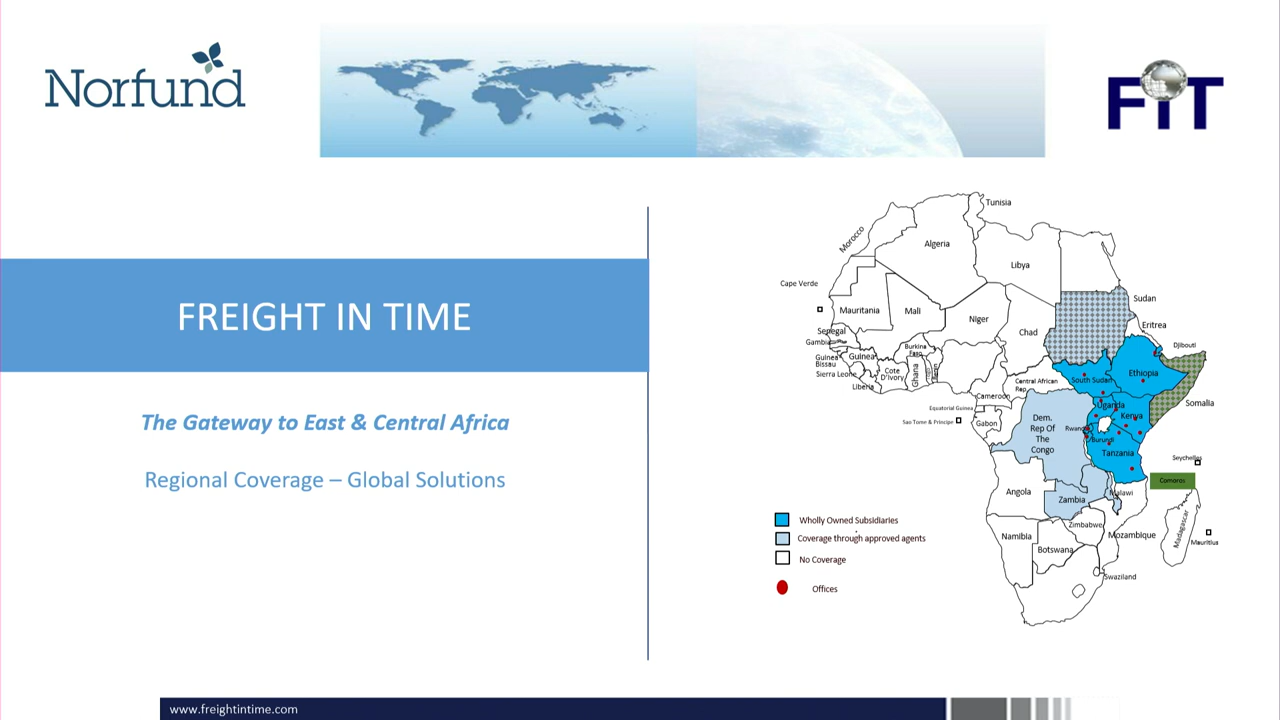 Norfund
FiT
FREIGHT IN TIME
The Gateway to East & Central Africa
Regional Coverage – Global Solutions
Tunisia
Morocco
Algeria
Libya
Cape Verde
Mauritania
Mali
Niger
Chad
Sudan
Eritrea
Djibouti
Senegal
Gambia
Guinea
Bissau
Guinea
Burkina
Faso
Sierra Leone
Cote
D'Ivory
Ghana
Liberia
Central African
Rep.
Cameroon
South Sudan
Ethiopia
Somalia
Equatorial Guinea
Sao Tome & Principe
Gabon
Dem.
Rep Of
The
Congo
Uganda
Kenya
Burundi
Tanzania
Seychelles
Comoros
Angola
Zambia
Malawi
Zimbabwe
Mozambique
Madagascar
Mauritius
Namibia
Botswana
Swaziland
Wholly Owned Subsidiaries
Coverage through approved agents
No Coverage
Offices
www.freightintime.com